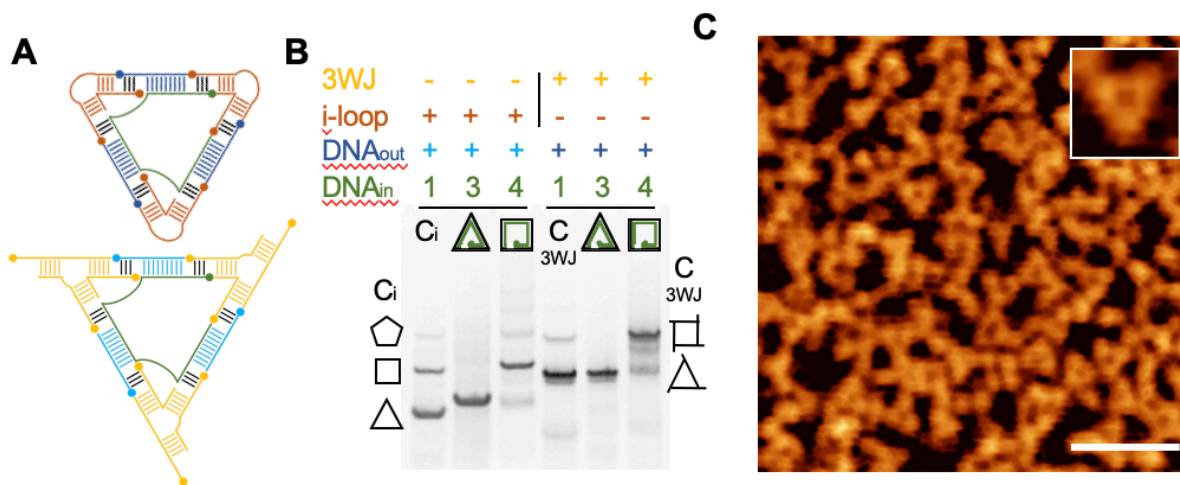 A
B
C
3WJ - - - + + +
i-loop + + + - - -
DNAout + + + + + +
DNAin 1 3 4 1 3 4
Ci C
3WJ
Ci
C
3WJ